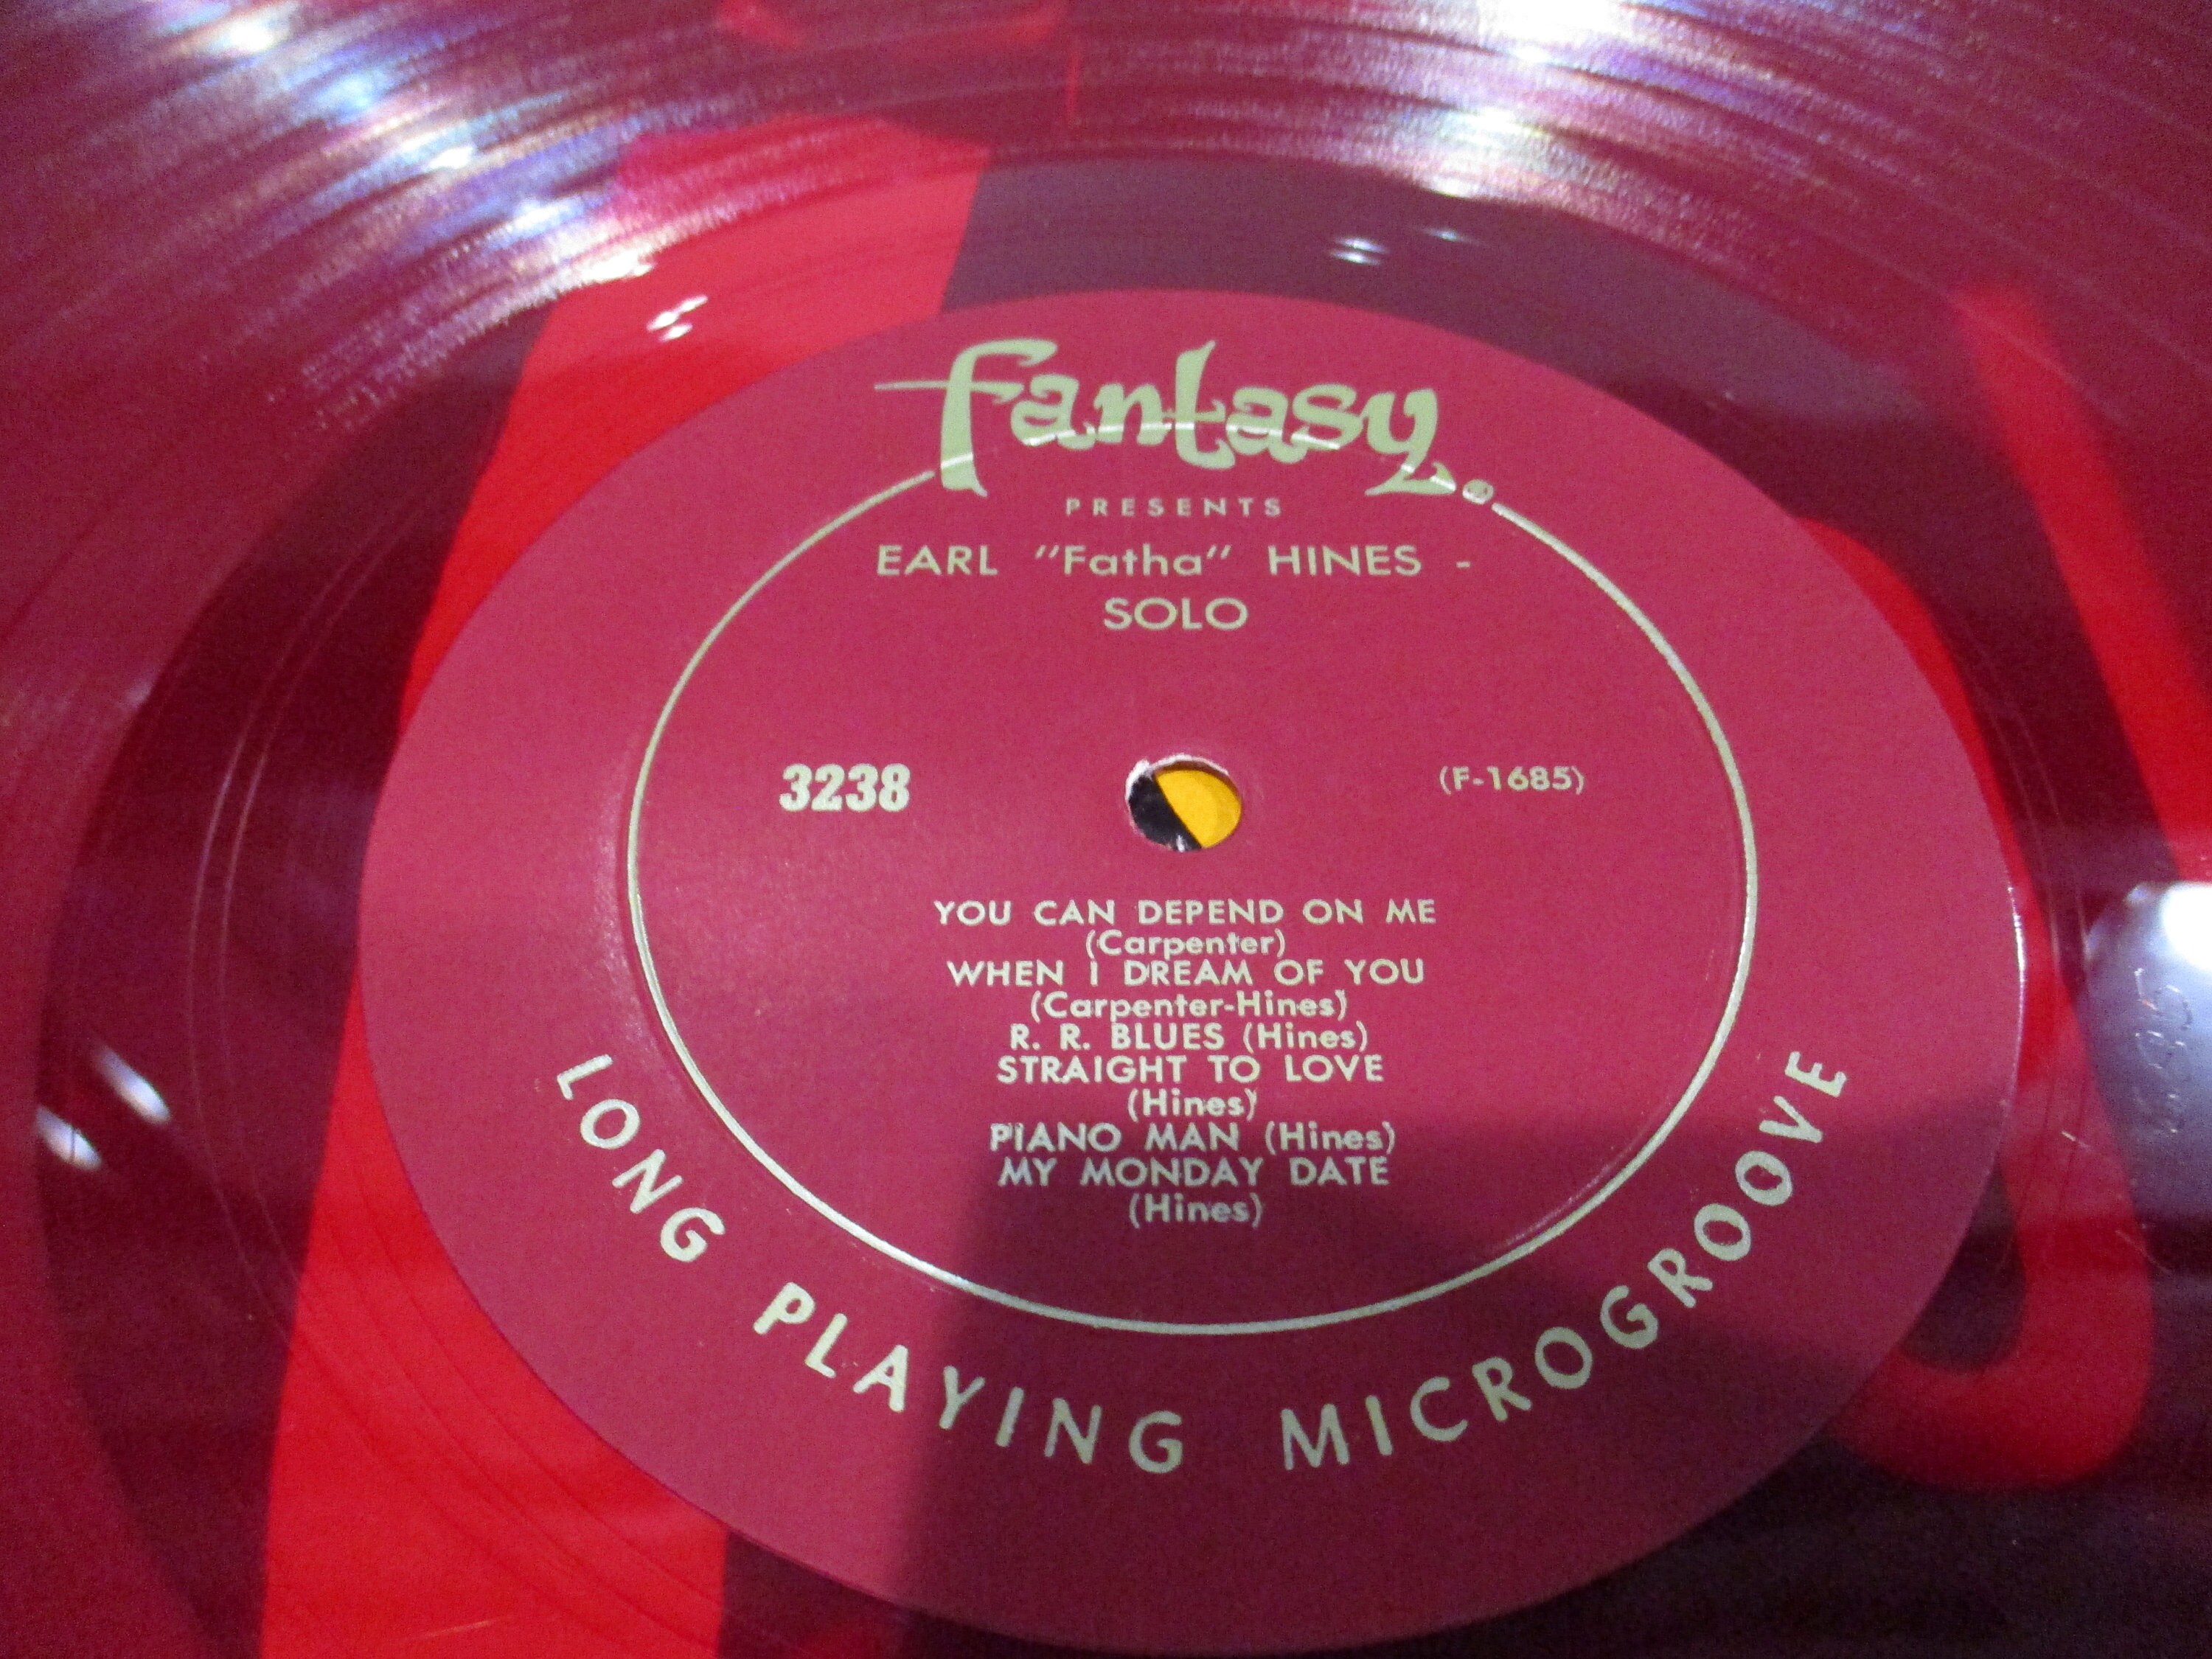 Fantasy.
PRESENTS
EARL "Fatha" HINES -
SOLO
3238
(F-1685)
YOU CAN DEPEND ON ME
(Carpenter)
WHEN I DREAM OF YOU
(Carpenter-Hines)
R. R. BLUES (Hines)
STRAIGHT TO LOVE
(Hines)
PIANO MAN (Hines)
MY MONDAY DATE
(Hines)
LONG PLAYING MICROGROOVE